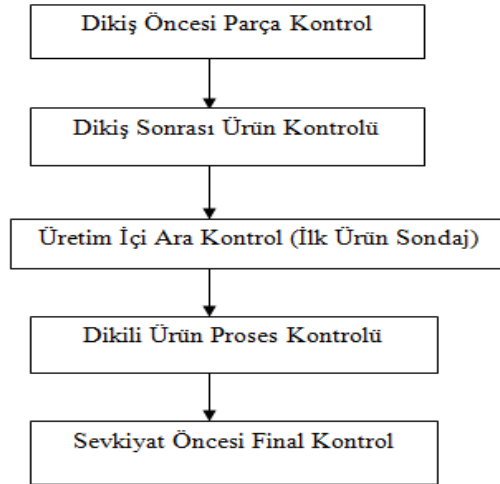 Dikiş Öncesi Parça Kontrol
Dikiş Sonrası Ürün Kontrolü
Üretim İçi Ara Kontrol (İlk Ürün Sondaj)
Dikili Ürün Proses Kontrolü
Sevkiyat Öncesi Final Kontrol